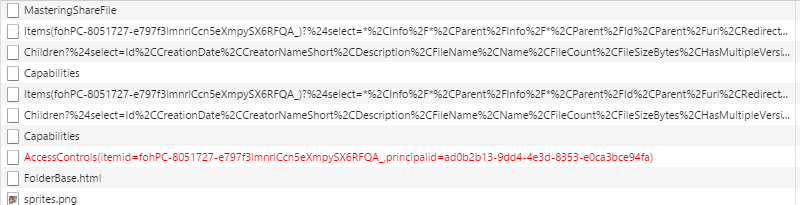 MasteringShareFile
Items(fohPC-8051727-e797f3lmnrlCcn5eXmpySX6RFQA_)?%24select=*%2CInfo%2F*%2CParent%2FInfo%2F*%2CParent%2FId%2CParent%2Furl%2CRedirect...
Children?%24select=Id%2CCreationDate%2CCreatorNameShort%2CDescription%2CFileName%2CName%2CFileCount%2CFileSizeBytes%2CHasMultipleVersi...
Capabilities
Items(fohPC-8051727-e797f3lmnrlCcn5eXmpySX6RFQA_)?%24select=*%2CInfo%2F*%2CParent%2FInfo%2F*%2CParent%2FId%2CParent%2Furl%2CRedirect...
Children?%24select=Id%2CCreationDate%2CCreatorNameShort%2CDescription%2CFileName%2CName%2CFileCount%2CFileSizeBytes%2CHasMultipleVersi...
Capabilities
AccessControls(itemid=fohPC-8051727-e797f3lmnrlCcn5eXmpySX6RFQA_,principalid=ad0b2b13-9dd4-4e3d-8353-e0ca3bce94fa)
FolderBase.html
sprites.png